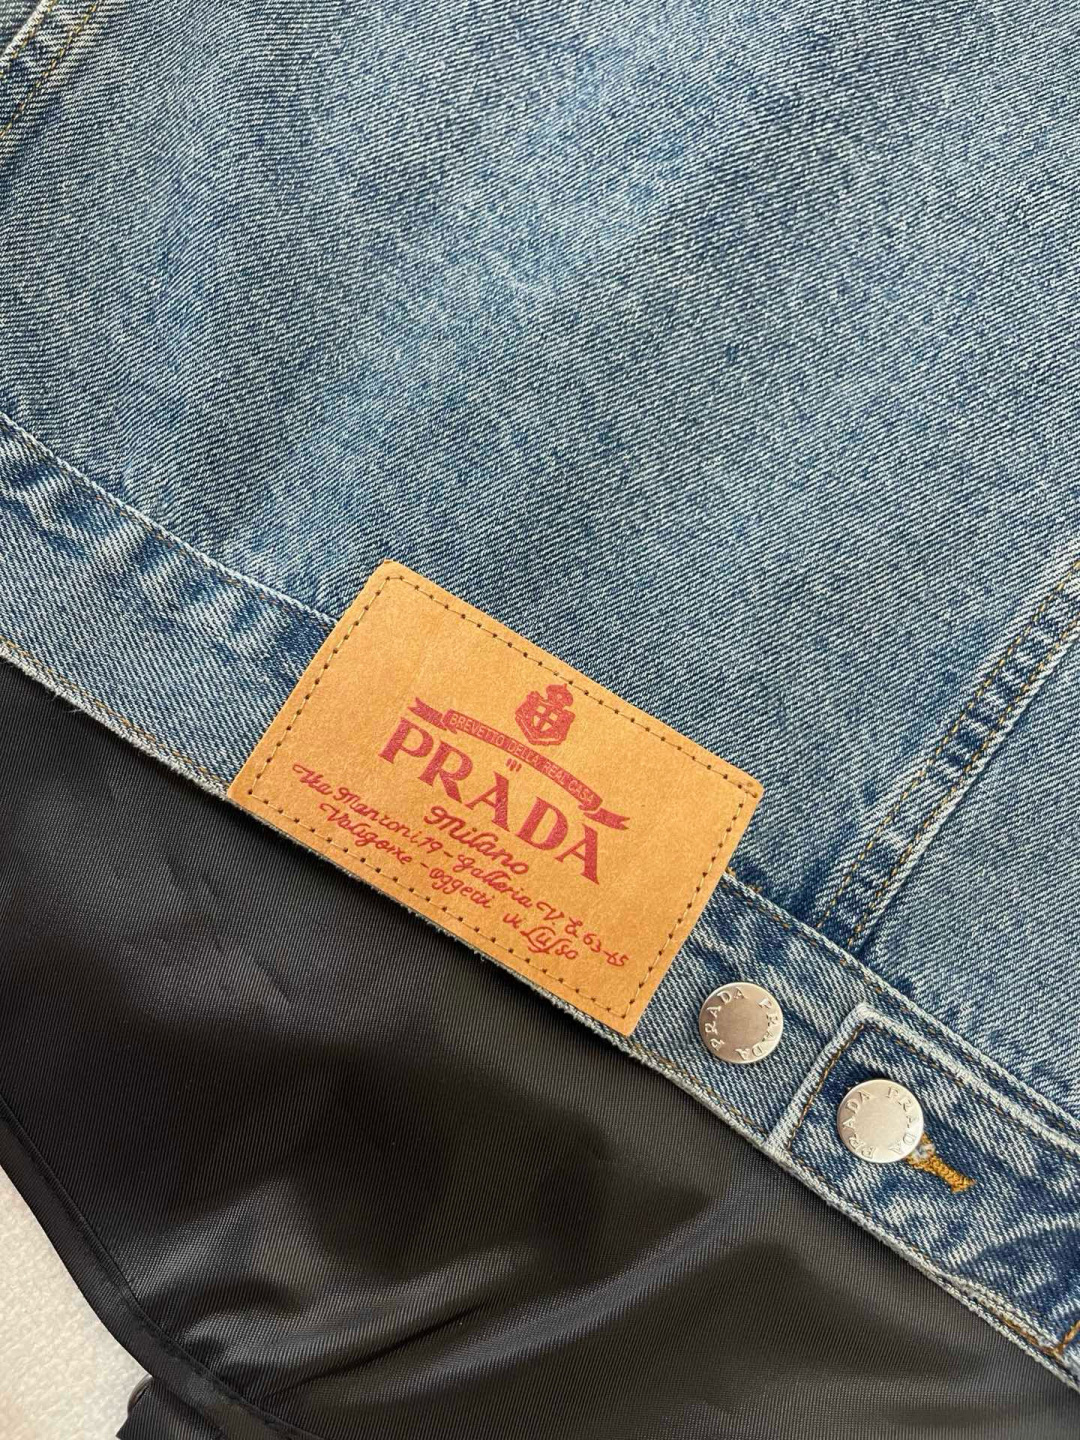 BREVETTO DELLA REAL CASA
IN
PRADA
Milano
Via Manzoni 19 - Galleria V. E. 63-65
Valigerie - oggetti di Lusso
PRADA PRADA
PRADA PRADA